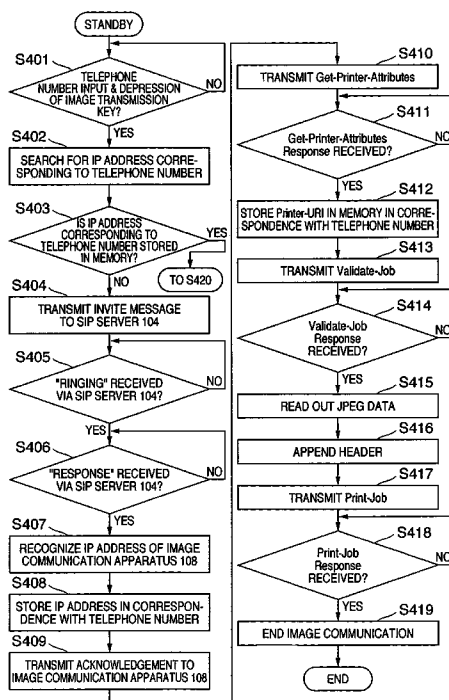 STANDBY
S401
TELEPHONE
NUMBER INPUT & DEPRESSION
OF IMAGE TRANSMISSION
KEY?
NO
YES
S402
SEARCH FOR IP ADDRESS CORRE-
SPONDING TO TELEPHONE NUMBER
S403
IS IP ADDRESS
CORRESPONDING TO
TELEPHONE NUMBER STORED
IN MEMORY?
YES
TO S420
NO
S404
TRANSMIT INVITE MESSAGE
TO SIP SERVER 104
S405
"RINGING" RECEIVED
VIA SIP SERVER 104?
NO
YES
S406
"RESPONSE" RECEIVED
VIA SIP SERVER 104?
NO
YES
S407
RECOGNIZE IP ADDRESS OF IMAGE
COMMUNICATION APPARATUS 108
S408
STORE IP ADDRESS IN CORRESPON-
DENCE WITH TELEPHONE NUMBER
S409
TRANSMIT ACKNOWLEDGEMENT TO
IMAGE COMMUNICATION APPARATUS 108
S410
TRANSMIT Get-Printer-Attributes
S411
Get-Printer-Attributes
Response RECEIVED?
NO
YES
S412
STORE Printer-URI IN MEMORY IN CORRE-
SPONDENCE WITH TELEPHONE NUMBER
S413
TRANSMIT Validate-Job
S414
Validate-Job
Response
RECEIVED?
NO
YES
S415
READ OUT JPEG DATA
S416
APPEND HEADER
S417
TRANSMIT Print-Job
S418
Print-Job
Response
RECEIVED?
NO
YES
S419
END IMAGE COMMUNICATION
END